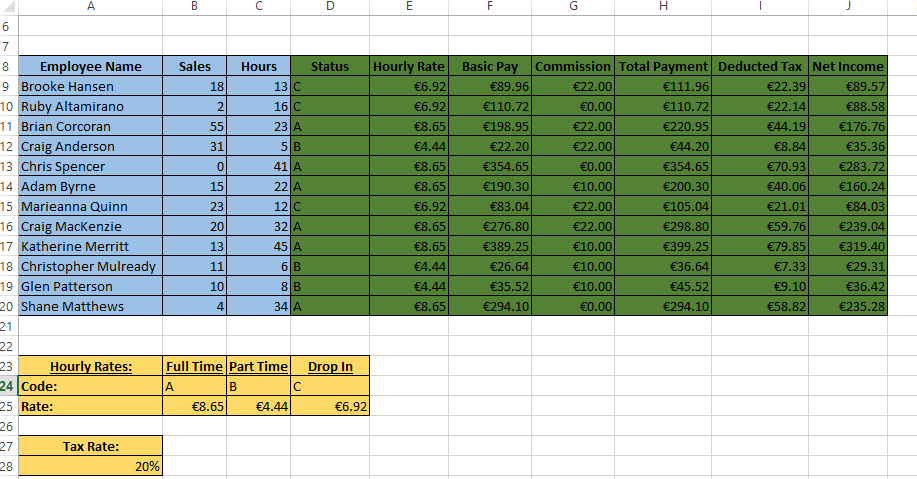 A B C D E F G H I J
6
7
8 Employee Name Sales Hours Status Hourly Rate Basic Pay Commission Total Payment Deducted Tax Net Income
9 Brooke Hansen 18 13 C €6.92 €89.96 €22.00 €111.96 €22.39 €89.57
10 Ruby Altamirano 2 16 C €6.92 €110.72 €0.00 €110.72 €22.14 €88.58
11 Brian Corcoran 55 23 A €8.65 €198.95 €22.00 €220.95 €44.19 €176.76
12 Craig Anderson 31 5 B €4.44 €22.20 €22.00 €44.20 €8.84 €35.36
13 Chris Spencer 0 41 A €8.65 €354.65 €0.00 €354.65 €70.93 €283.72
14 Adam Byrne 15 22 A €8.65 €190.30 €10.00 €200.30 €40.06 €160.24
15 Marieanna Quinn 23 12 C €6.92 €83.04 €22.00 €105.04 €21.01 €84.03
16 Craig MacKenzie 20 32 A €8.65 €276.80 €22.00 €298.80 €59.76 €239.04
17 Katherine Merritt 13 45 A €8.65 €389.25 €10.00 €399.25 €79.85 €319.40
18 Christopher Mulready 11 6 B €4.44 €26.64 €10.00 €36.64 €7.33 €29.31
19 Glen Patterson 10 8 B €4.44 €35.52 €10.00 €45.52 €9.10 €36.42
20 Shane Matthews 4 34 A €8.65 €294.10 €0.00 €294.10 €58.82 €235.28
21
22
23 Hourly Rates: Full Time Part Time Drop In
24 Code: A B C
25 Rate: €8.65 €4.44 €6.92
26
27 Tax Rate:
28 20%